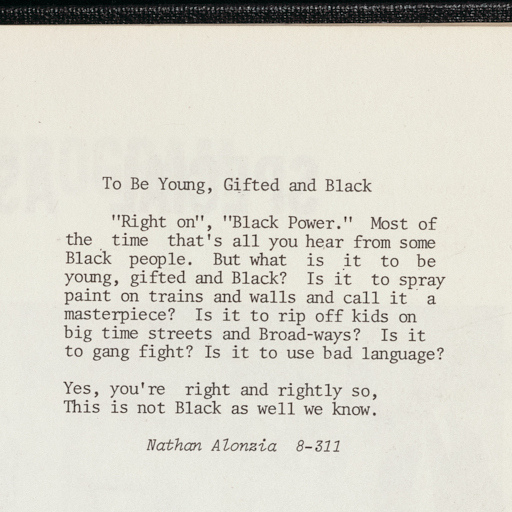 To Be Young, Gifted and Black
"Right on", "Black Power." Most of
the time that's all you hear from some
Black people. But what is it to be
young, gifted and Black? Is it to spray
paint on trains and walls and call it a
masterpiece? Is it to rip off kids on
big time streets and Broad-ways? Is it
to gang fight? Is it to use bad language?
Yes, you're right and rightly so,
This is not Black as well we know.
Nathan Alonzia 8-311